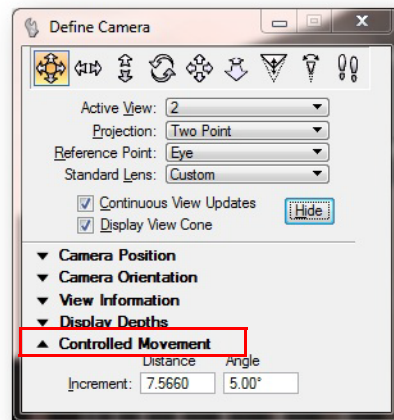 Define Camera
Active View: 2
Projection: Two Point
Reference Point: Eye
Standard Lens: Custom
Continuous View Updates
Display View Cone
Hide
Camera Position
Camera Orientation
View Information
Display Depths
Controlled Movement
Distance Angle
Increment: 7.5660 5.00°